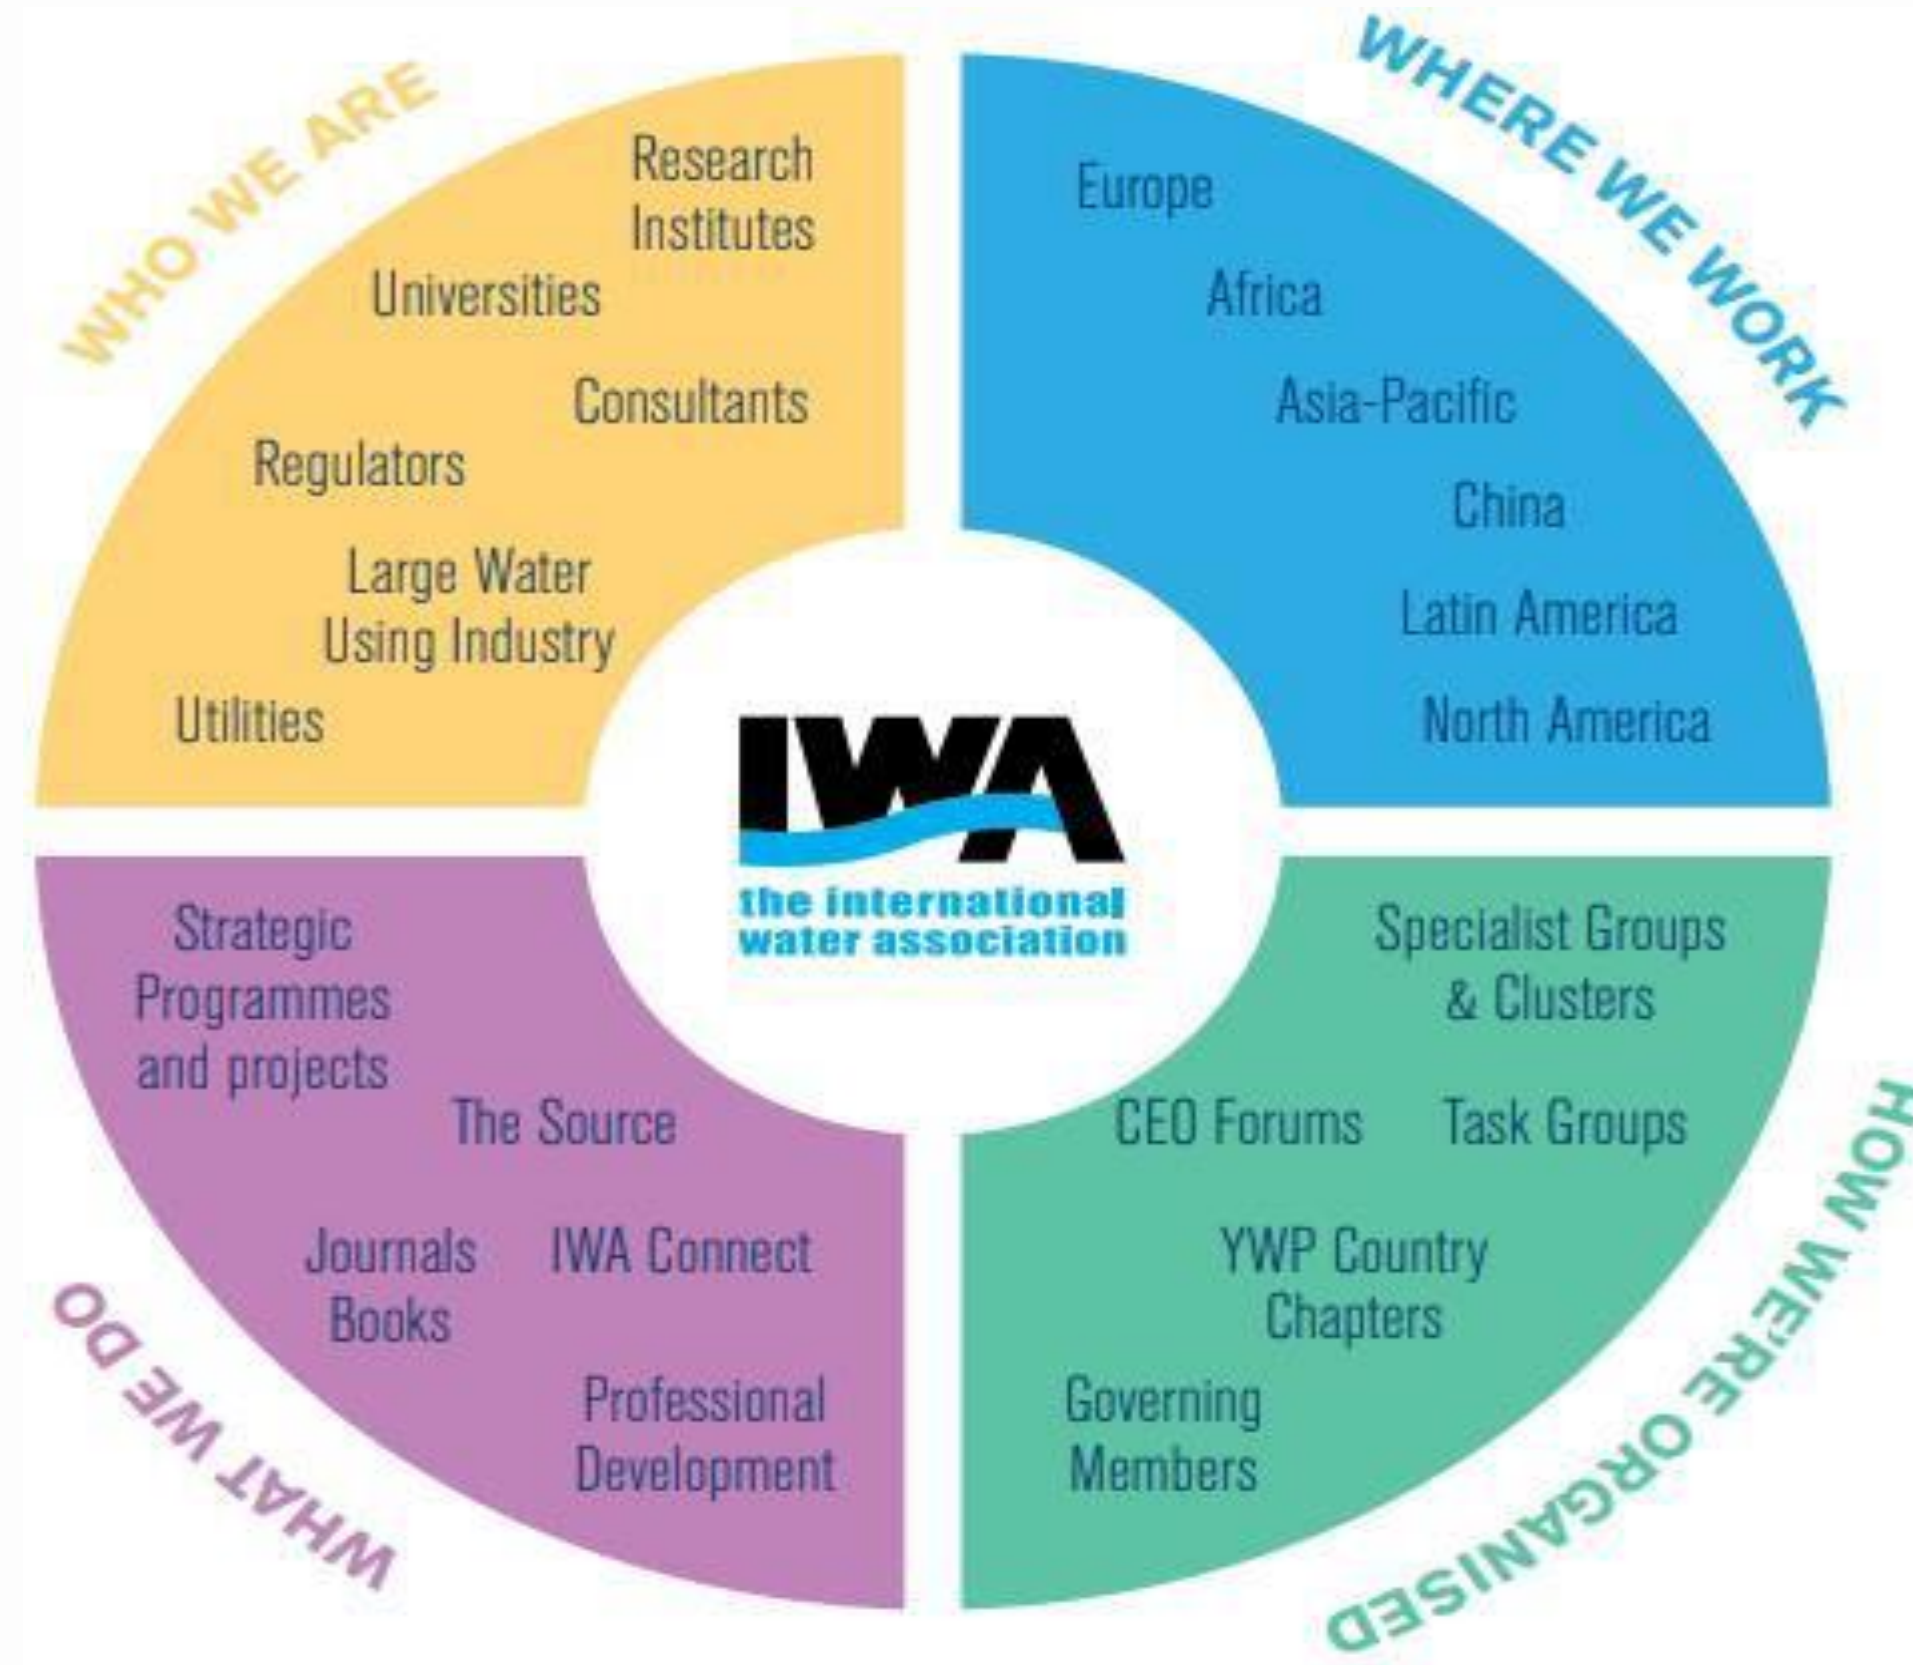 WHO WE ARE
Research
Institutes
Universities
Consultants
Regulators
Large Water
Using Industry
Utilities
WHERE WE WORK
Europe
Africa
Asia-Pacific
China
Latin America
North America
IWA
the international
water association
Strategic
Programmes
and projects
The Source
Journals
Books
IWA Connect
Professional
Development
WHAT WE DO
Specialist Groups
& Clusters
CEO Forums
Task Groups
YWP Country
Chapters
Governing
Members
HOW WE'RE ORGANISED